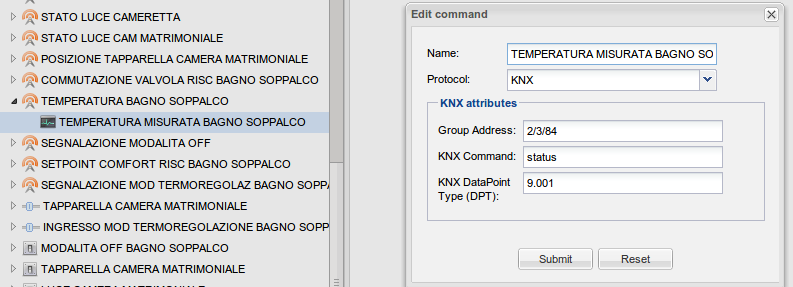 STATO LUCE CAMERETTA
STATO LUCE CAM MATRIMONIALE
POSIZIONE TAPPARELLA CAMERA MATRIMONIALE
COMMUTAZIONE VALVOLA RISC BAGNO SOPPALCO
TEMPERATURA BAGNO SOPPALCO
TEMPERATURA MISURATA BAGNO SOPPALCO
SEGNALAZIONE MODALITA OFF
SETPOINT COMFORT RISC BAGNO SOPPALCO
SEGNALAZIONE MOD TERMOREGOLAZ BAGNO SOPPA
TAPPARELLA CAMERA MATRIMONIALE
INGRESSO MOD TERMOREGOLAZIONE BAGNO SOPP
MODALITA OFF BAGNO SOPPALCO
TAPPARELLA CAMERA MATRIMONIALE
LUCE CAMERA MATRIMONIALE
Edit command
Name: TEMPERATURA MISURATA BAGNO SO
Protocol: KNX
KNX attributes
Group Address: 2/3/84
KNX Command: status
KNX DataPoint Type (DPT): 9.001
Submit Reset